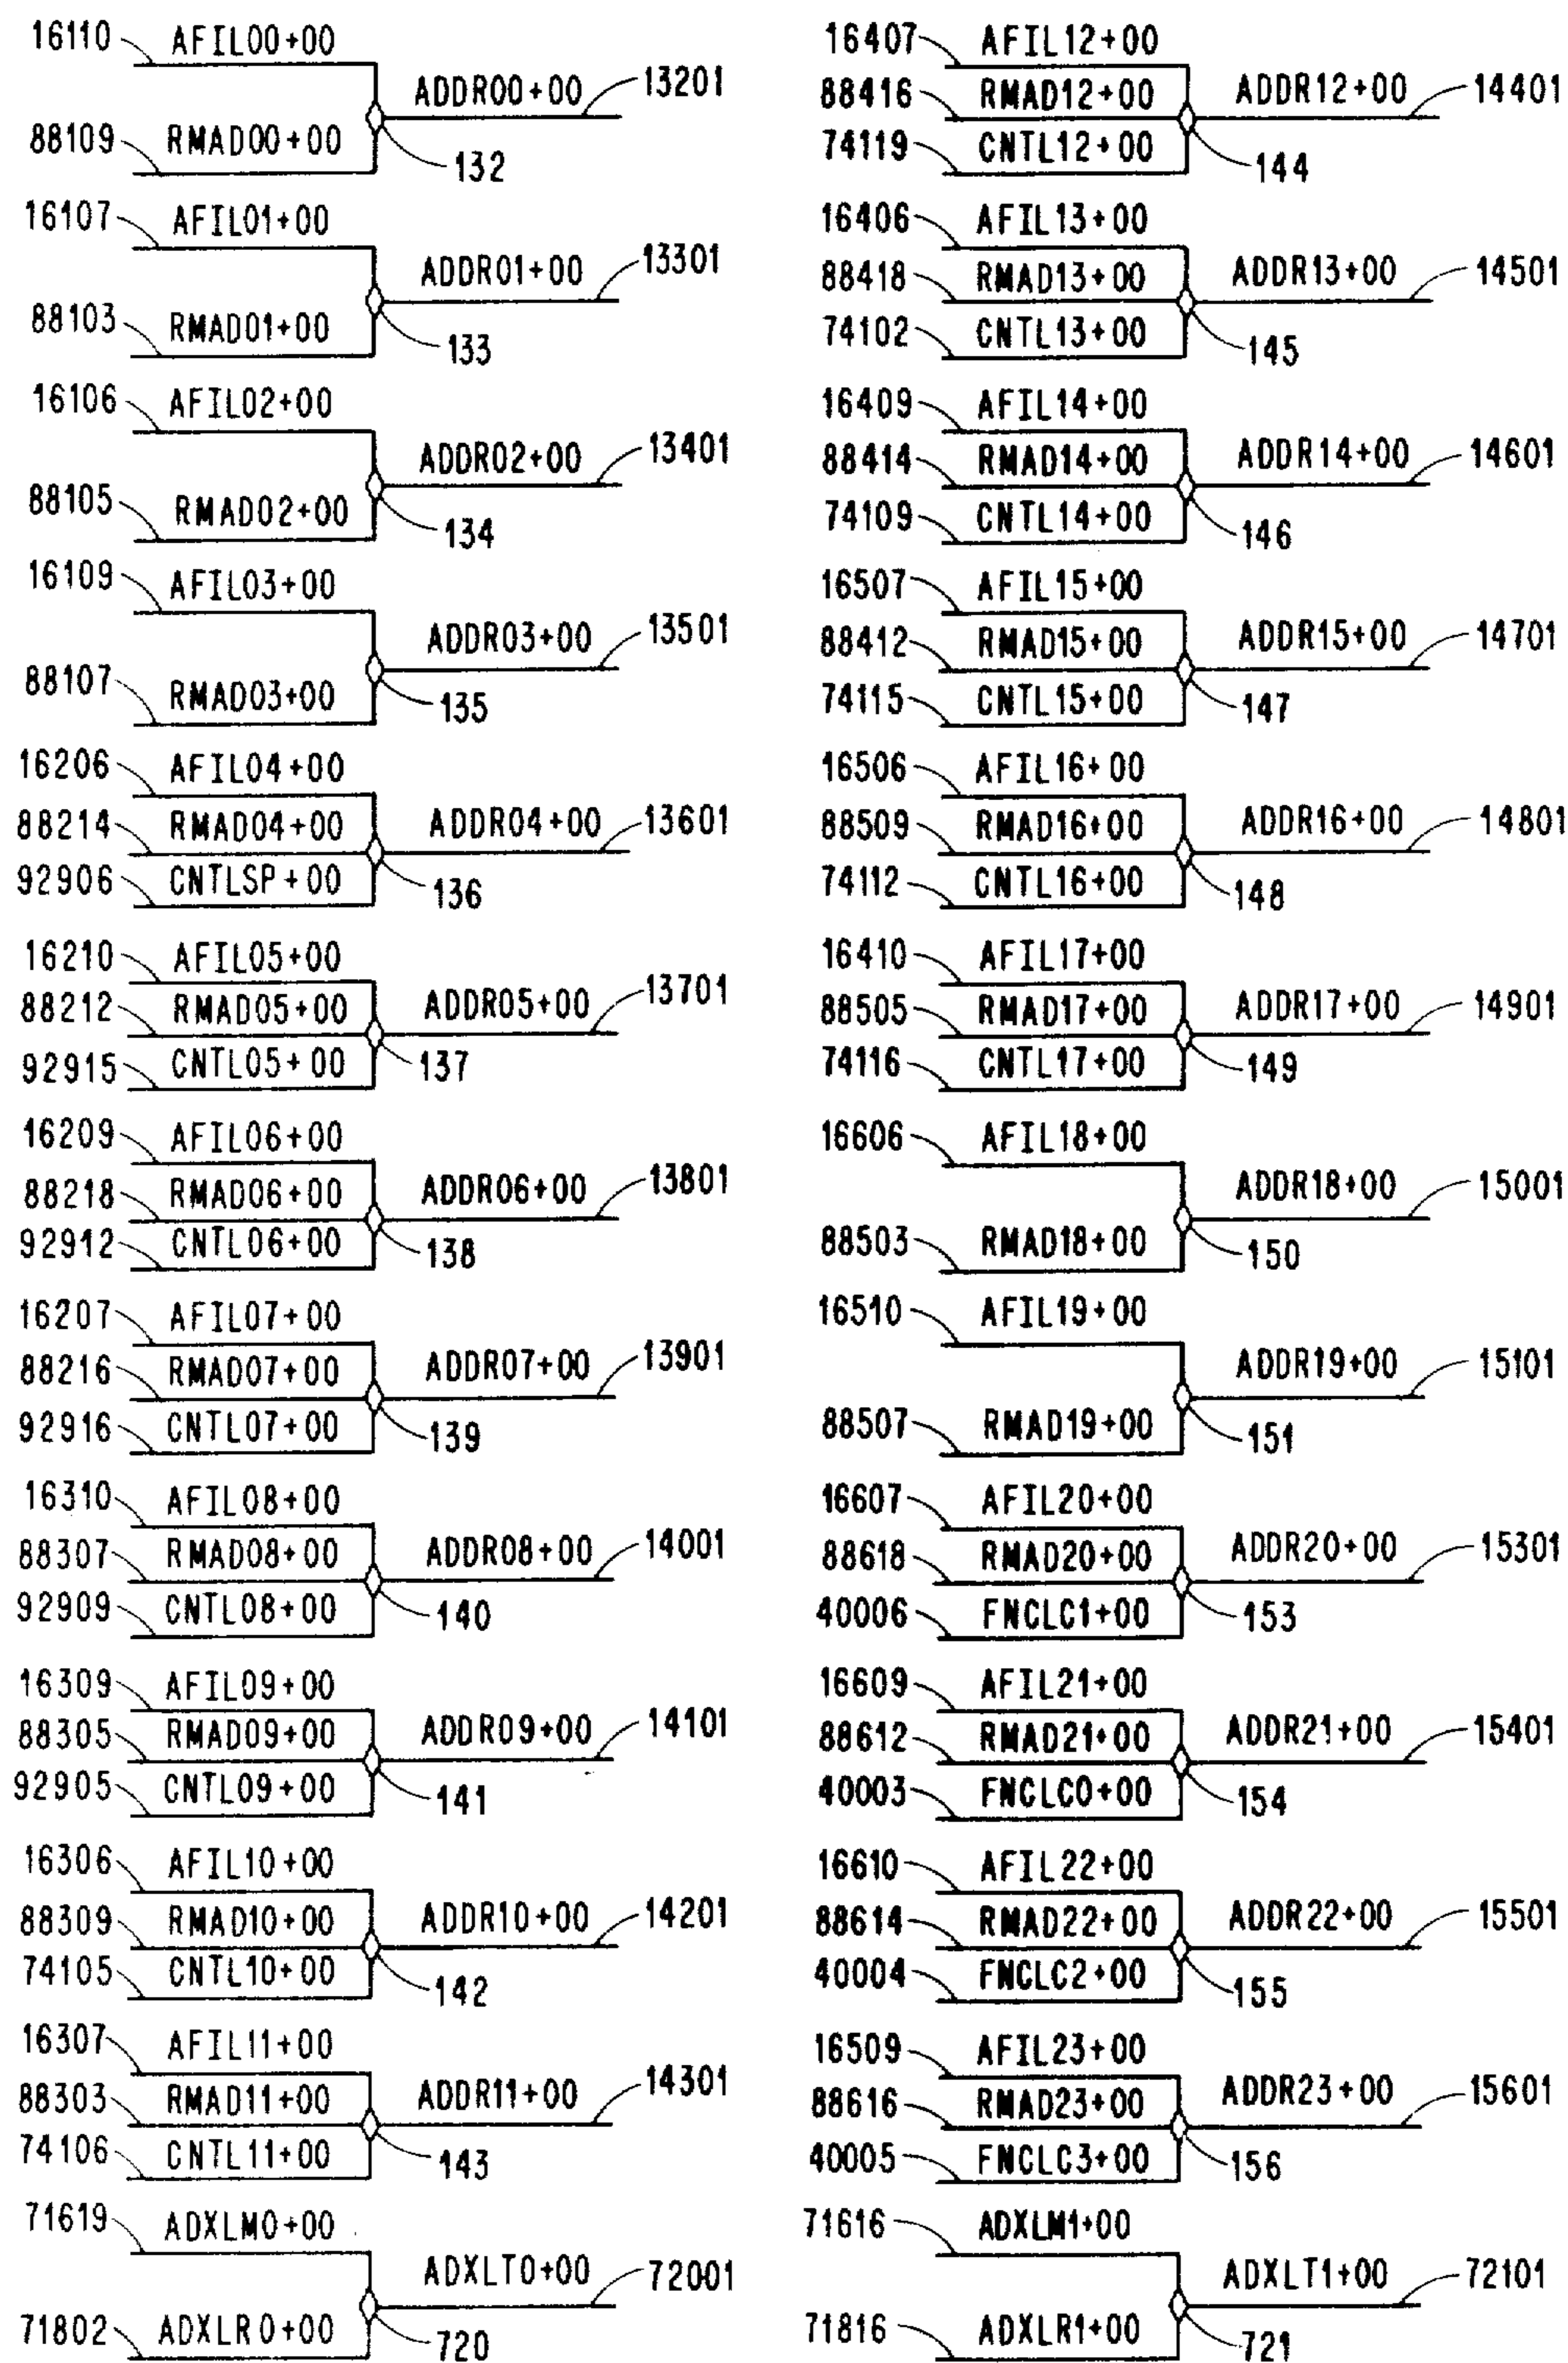 16110 AFIL00+00
ADDR00+00 13201
88109 RMAD00+00
132
16107 AFIL01+00
ADDR01+00 13301
88103 RMAD01+00
133
16106 AFIL02+00
ADDR02+00 13401
88105 RMAD02+00
134
16109 AFIL03+00
ADDR03+00 13501
88107 RMAD03+00
135
16206 AFIL04+00
88214 RMAD04+00 ADDR04+00 13601
92906 CNTLSP+00 136
16210 AFIL05+00
88212 RMAD05+00 ADDR05+00 13701
92915 CNTL05+00 137
16209 AFIL06+00
88218 RMAD06+00 ADDR06+00 13801
92912 CNTL06+00 138
16207 AFIL07+00
88216 RMAD07+00 ADDR07+00 13901
92916 CNTL07+00 139
16310 AFIL08+00
88307 RMAD08+00 ADDR08+00 14001
92909 CNTL08+00 140
16309 AFIL09+00
88305 RMAD09+00 ADDR09+00 14101
92905 CNTL09+00 141
16306 AFIL10+00
88309 RMAD10+00 ADDR10+00 14201
74105 CNTL10+00 142
16307 AFIL11+00
88303 RMAD11+00 ADDR11+00 14301
74106 CNTL11+00 143
71619 ADXLM0+00
ADXLT0+00 72001
71802 ADXLR0+00 720
16407 AFIL12+00
88416 RMAD12+00 ADDR12+00 14401
74119 CNTL12+00 144
16406 AFIL13+00
88418 RMAD13+00 ADDR13+00 14501
74102 CNTL13+00 145
16409 AFIL14+00
88414 RMAD14+00 ADDR14+00 14601
74109 CNTL14+00 146
16507 AFIL15+00
88412 RMAD15+00 ADDR15+00 14701
74115 CNTL15+00 147
16506 AFIL16+00
88509 RMAD16+00 ADDR16+00 14801
74112 CNTL16+00 148
16410 AFIL17+00
88505 RMAD17+00 ADDR17+00 14901
74116 CNTL17+00 149
16606 AFIL18+00
ADDR18+00 15001
88503 RMAD18+00 150
16510 AFIL19+00
ADDR19+00 15101
88507 RMAD19+00 151
16607 AFIL20+00
88618 RMAD20+00 ADDR20+00 15301
40006 FNCLC1+00 153
16609 AFIL21+00
88612 RMAD21+00 ADDR21+00 15401
40003 FNCLC0+00 154
16610 AFIL22+00
88614 RMAD22+00 ADDR22+00 15501
40004 FNCLC2+00 155
16509 AFIL23+00
88616 RMAD23+00 ADDR23+00 15601
40005 FNCLC3+00 156
71616 ADXLM1+00
ADXLT1+00 72101
71816 ADXLR1+00 721